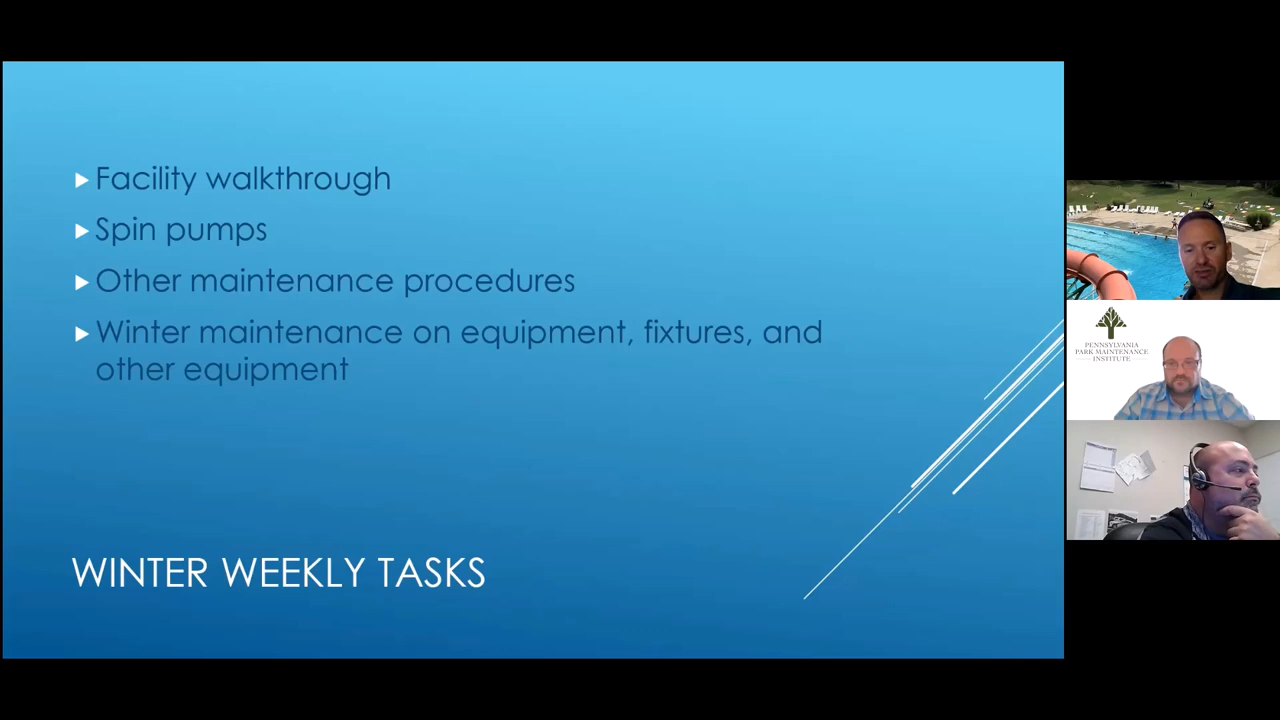 Facility walkthrough
Spin pumps
Other maintenance procedures
Winter maintenance on equipment, fixtures, and
other equipment
WINTER WEEKLY TASKS
PENNSYLVANIA
PARK MAINTENANCE
INSTITUTE